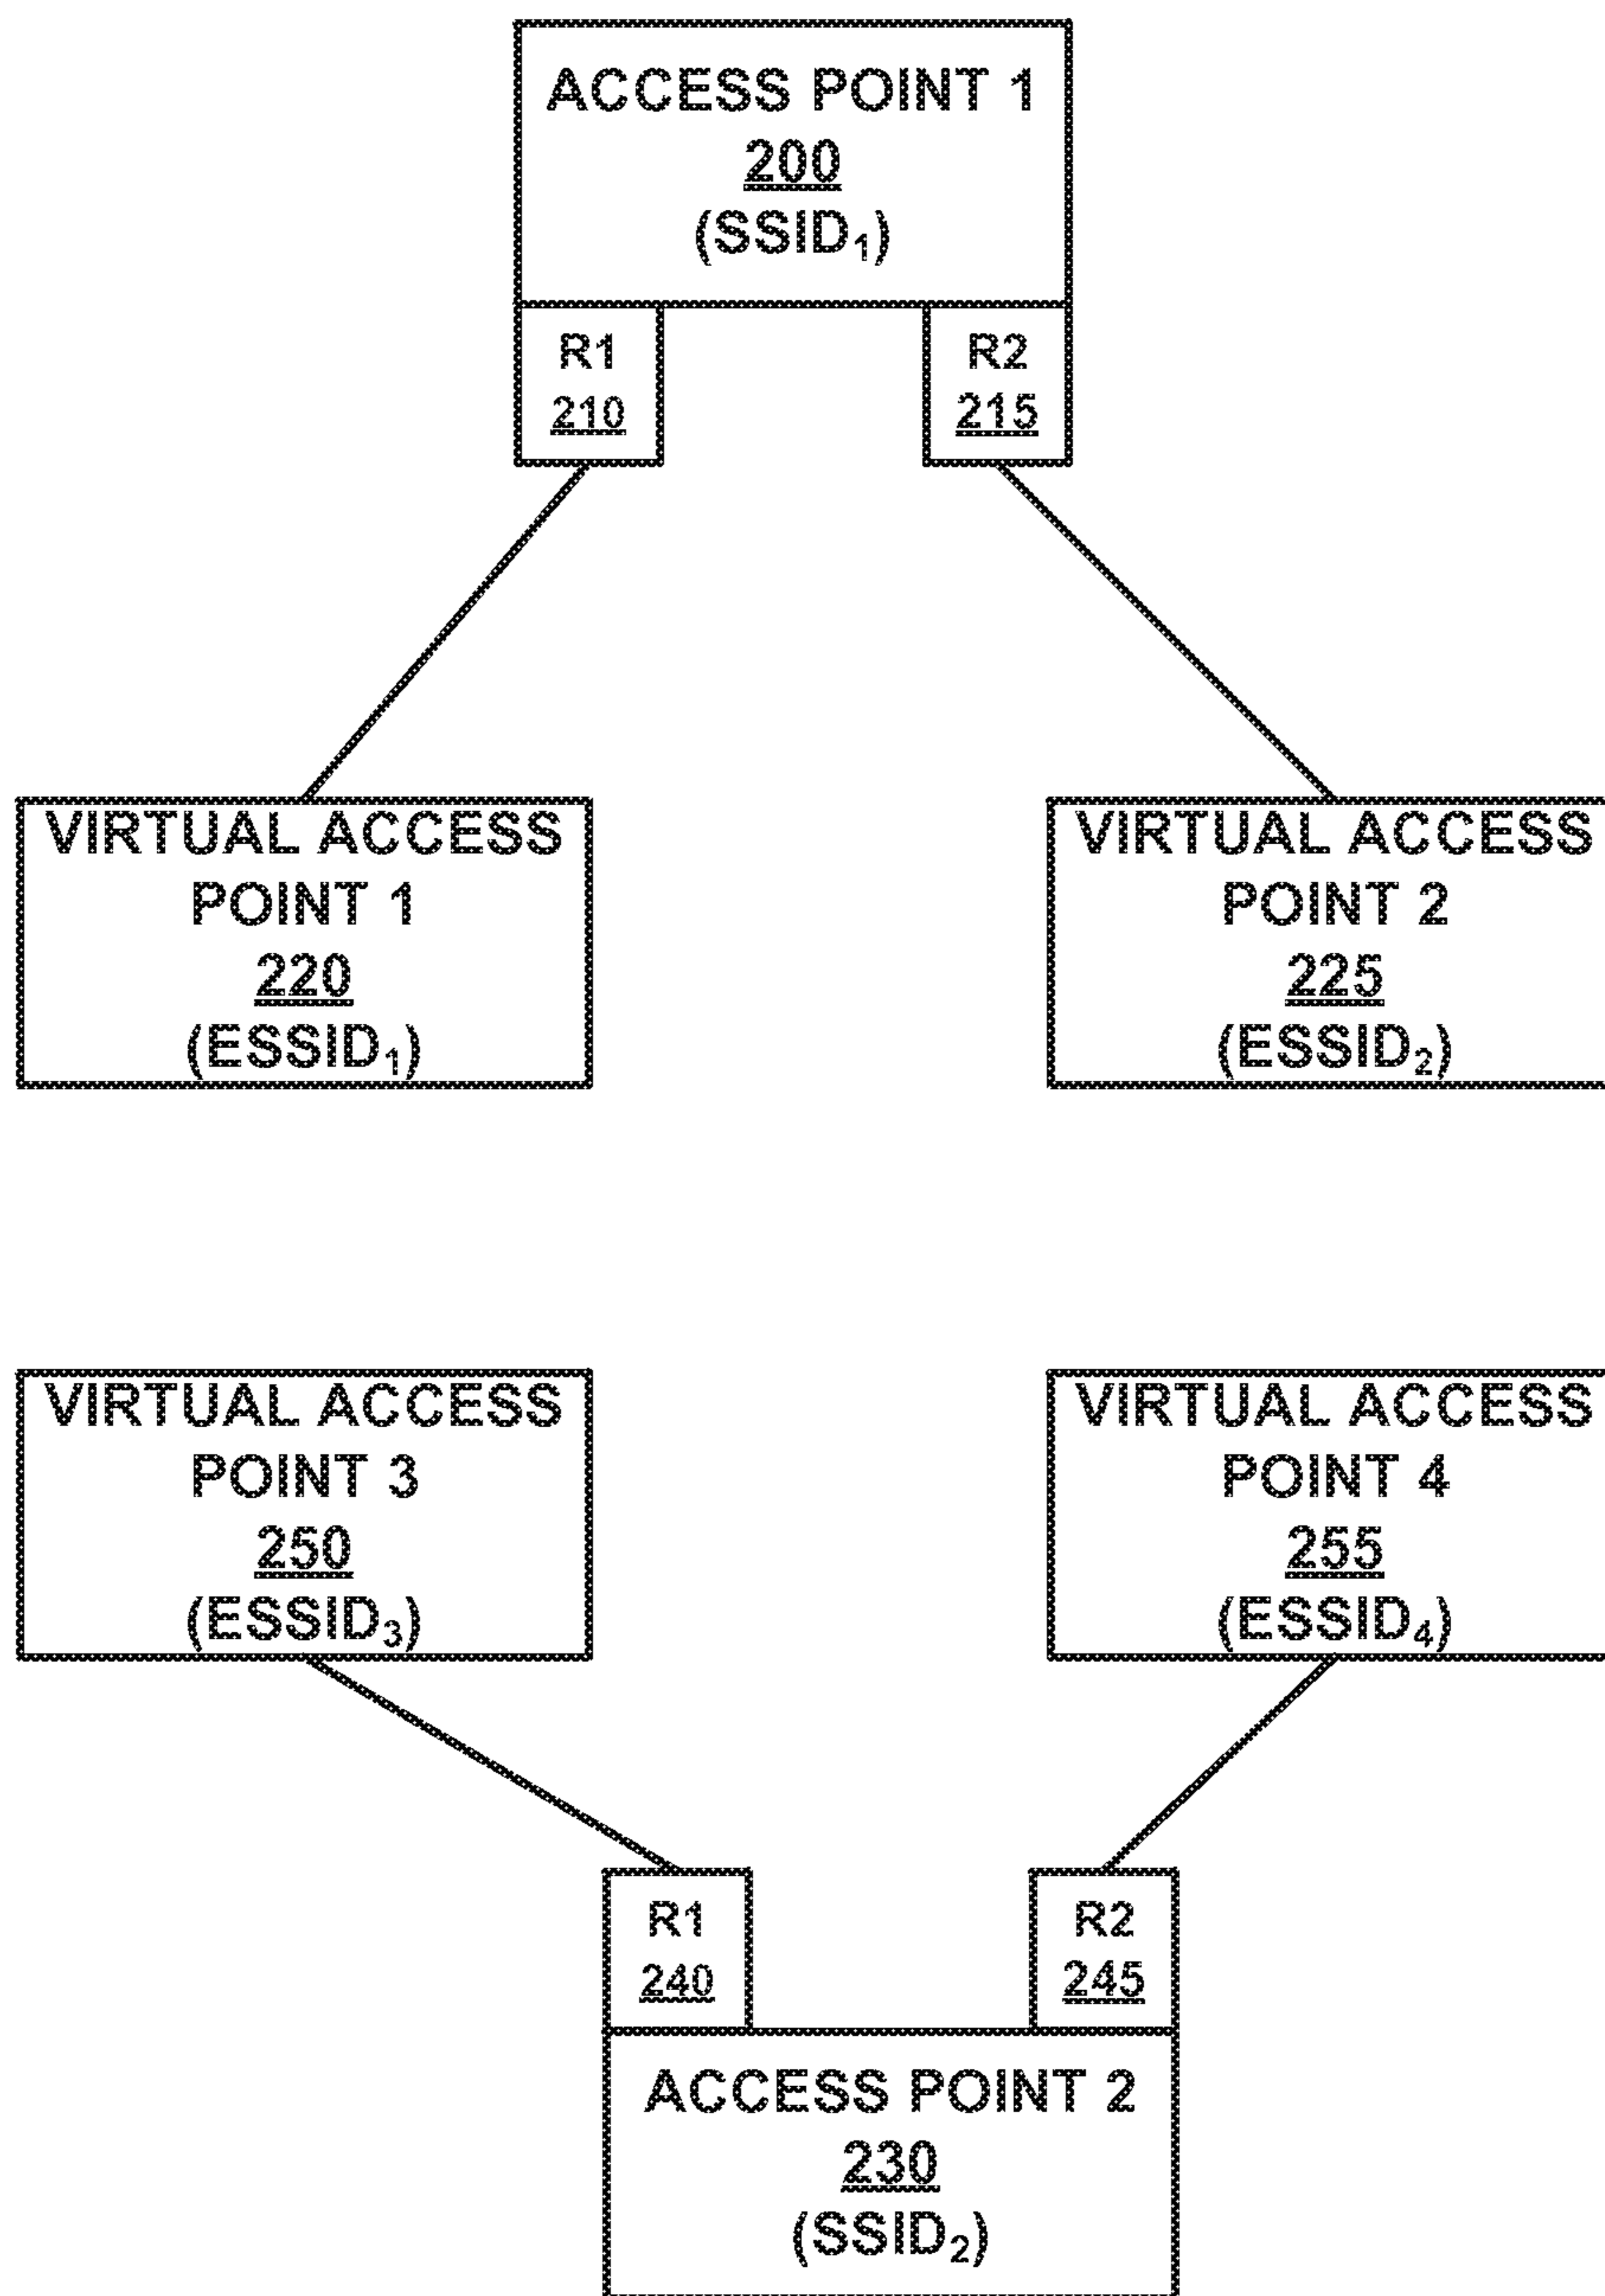 ACCESS POINT 1
200
(SSID₁)
R1
210
R2
215
VIRTUAL ACCESS
POINT 1
220
(ESSID₁)
VIRTUAL ACCESS
POINT 2
225
(ESSID₂)
VIRTUAL ACCESS
POINT 3
250
(ESSID₃)
VIRTUAL ACCESS
POINT 4
255
(ESSID₄)
R1
240
R2
245
ACCESS POINT 2
230
(SSID₂)